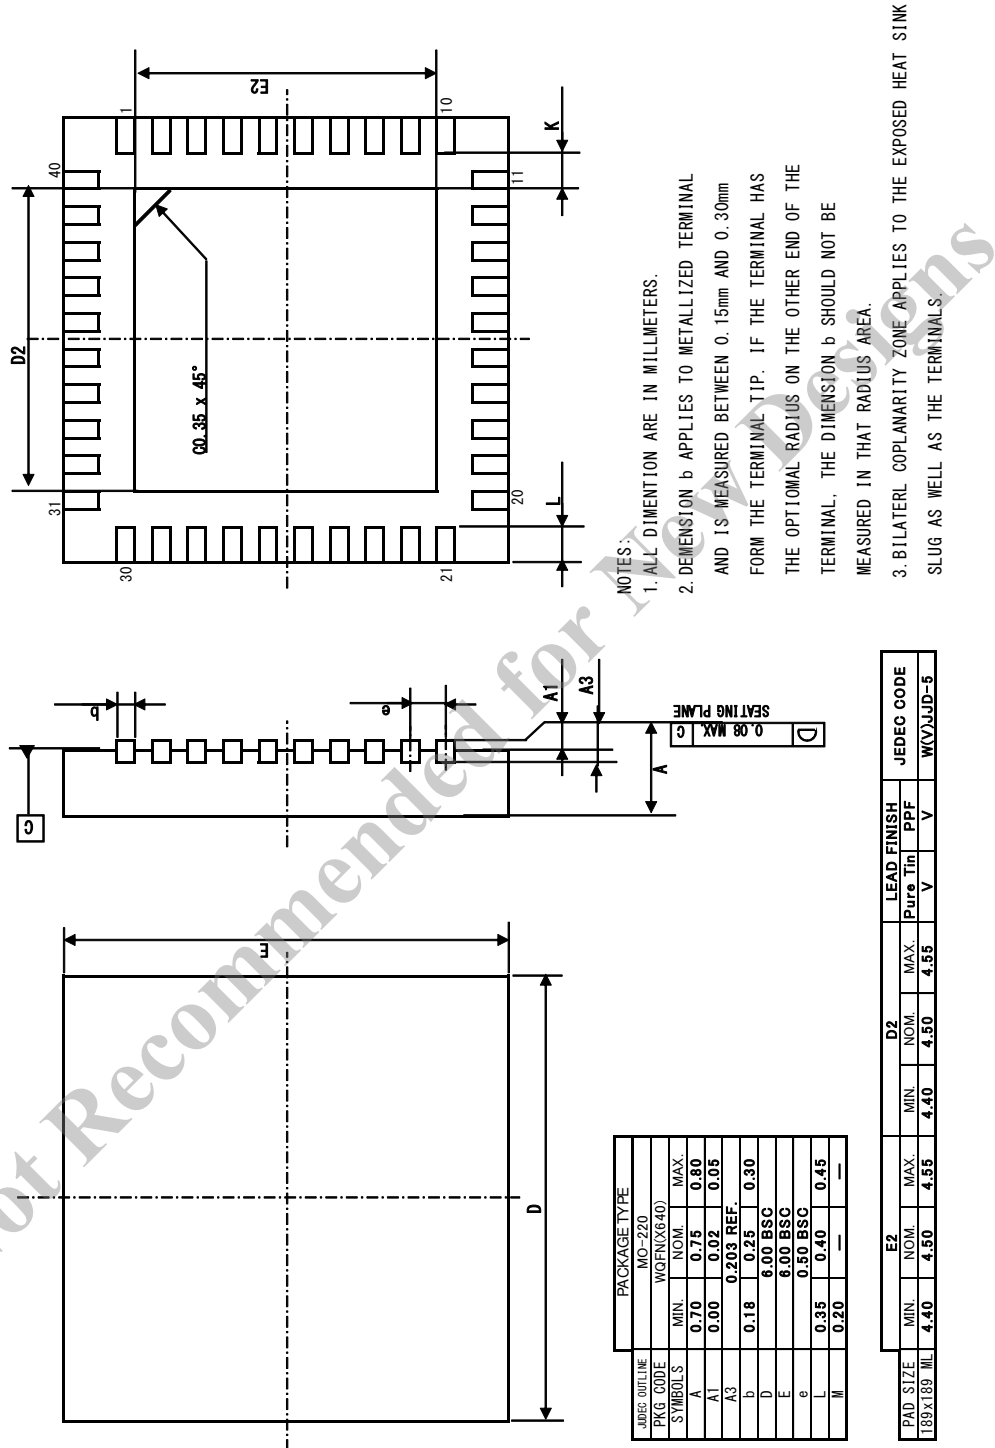 Not Recommended for New Designs
E2
D2
C0.35 x 45°
K
L
1
10
11
20
21
30
31
40
b
e
A1
A3
A
C
SEATING PLANE
0.08 MAX. C
E
D
NOTES:
1. ALL DIMENTION ARE IN MILLMETERS.
2. DEMENSION b APPLIES TO METALLIZED TERMINAL
AND IS MEASURED BETWEEN 0.15mm AND 0.30mm
FORM THE TERMINAL TIP. IF THE TERMINAL HAS
THE OPTIOMAL RADIUS ON THE OTHER END OF THE
TERMINAL, THE DIMENSION b SHOULD NOT BE
MEASURED IN THAT RADIUS AREA.
3. BILATERL COPLANARITY ZONE APPLIES TO THE EXPOSED HEAT SINK
SLUG AS WELL AS THE TERMINALS.
PACKAGE TYPE
JUDEC OUTLINE MO-220
PKG CODE WQFN(X640)
SYMBOLS MIN. NOM. MAX.
A 0.70 0.75 0.80
A1 0.00 0.02 0.05
A3 0.203 REF.
b 0.18 0.25 0.30
D 6.00 BSC
E 6.00 BSC
e 0.50 BSC
L 0.35 0.40 0.45
M 0.20 — —
E2 D2 LEAD FINISH JEDEC CODE
PAD SIZE MIN. NOM. MAX. MIN. NOM. MAX. Pure Tin PPF
189x189 ML 4.40 4.50 4.55 4.40 4.50 4.55 V V W(V)JJD-5